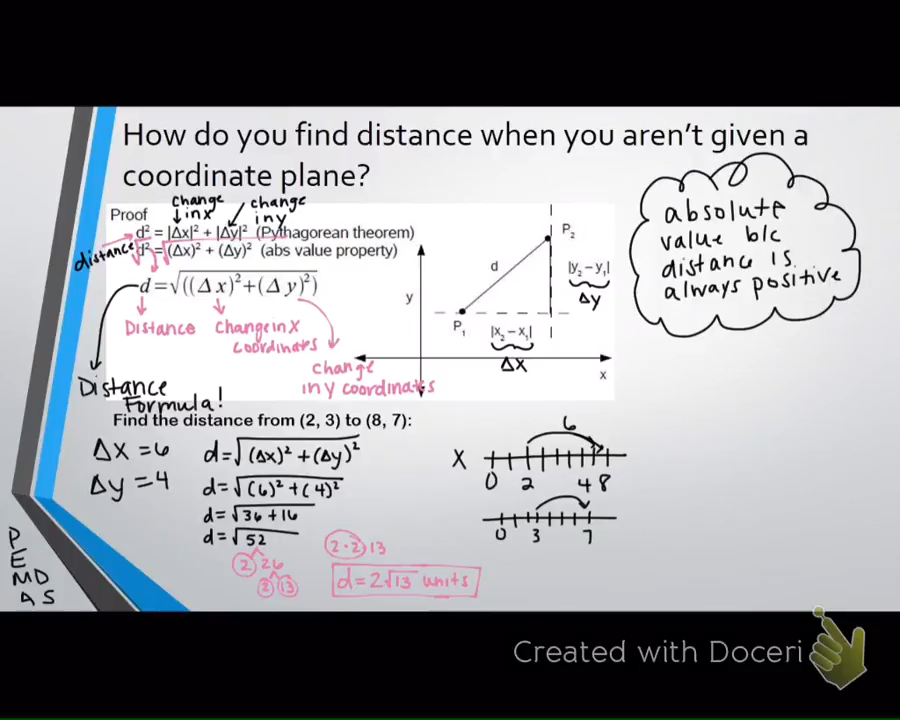 How do you find distance when you aren't given a
coordinate plane?
change
in x
change
in y
Proof
d² = |Δx|² + |Δy|² (Pythagorean theorem)
distance
d² = (Δx)² + (Δy)² (abs value property)
d=√((Δx)²+(Δy)²)
Distance
Change in X
coordinates
change
in y coordinates
Distance
Formula!
P₂
d
|y₂ – y₁|
Δy
y
P₁
|x₂ – x₁|
Δx
x
absolute
value b/c
distance is
always positive
Find the distance from (2, 3) to (8, 7):
Δx = 6
Δy = 4
d=√(Δx)² + (Δy)²
d=√(6)² + (4)²
d=√36 + 16
d=√52
2 26
2 13
2·2 13
d=2√13 units
6
X
0 2 4 8
0 3 7
P
E
M D
A S
Created with Doceri